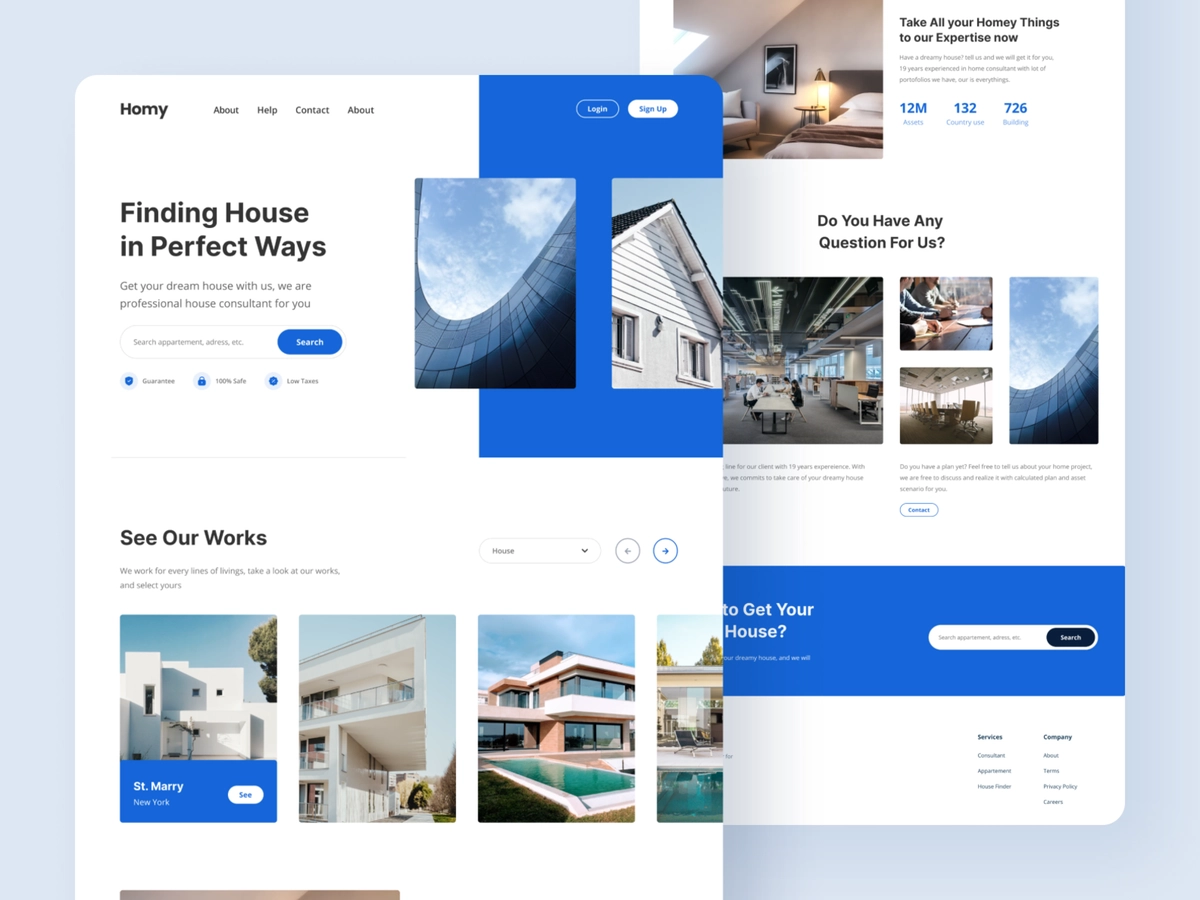 Homy
About
Help
Contact
About
Login
Sign Up
Finding House
in Perfect Ways
Get your dream house with us, we are
professional house consultant for you
Search appartement, adress, etc.
Search
Guarantee
100% Safe
Low Taxes
See Our Works
We work for every lines of livings, take a look at our works,
and select yours
House
St. Marry
New York
See
Take All your Homey Things
to our Expertise now
Have a dreamy house? tell us and we will get it for you,
19 years experienced in home consultant with lot of
portofolios we have, our is everythings.
12M
Assets
132
Country use
726
Building
Do You Have Any
Question For Us?
line for our client with 19 years expereience. With
we commits to take care of your dreamy house
Do you have a plan yet? Feel free to tell us about your home project,
we are free to discuss and realize it with calculated plan and asset
scenario for you.
Contact
to Get Your
House?
your dreamy house, and we will
Search appartement, adress, etc.
Search
for
Services
Consultant
Appartement
House Finder
Company
About
Terms
Privacy Policy
Careers